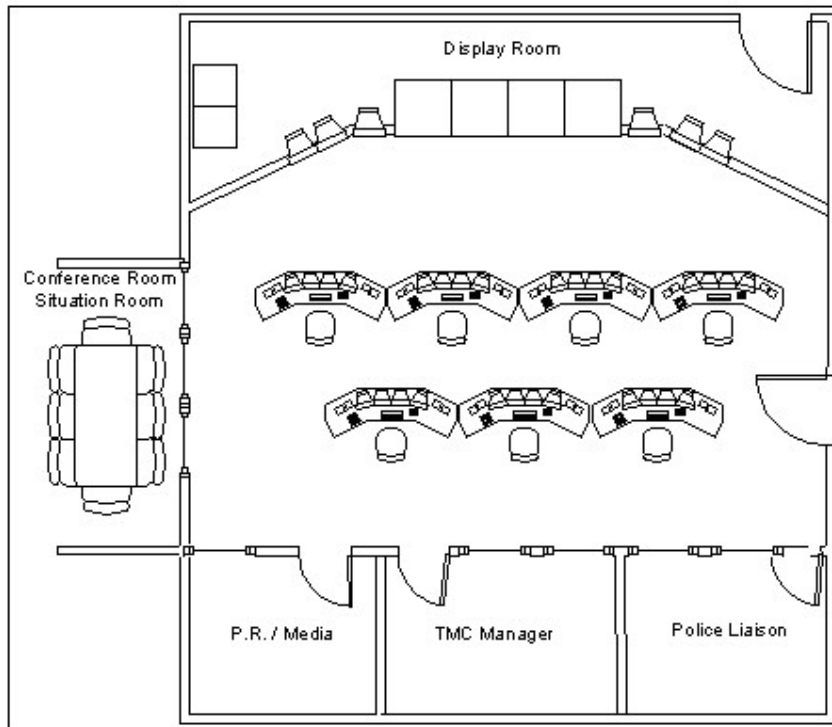 Display Room
Conference Room
Situation Room
P.R. / Media
TMC Manager
Police Liaison